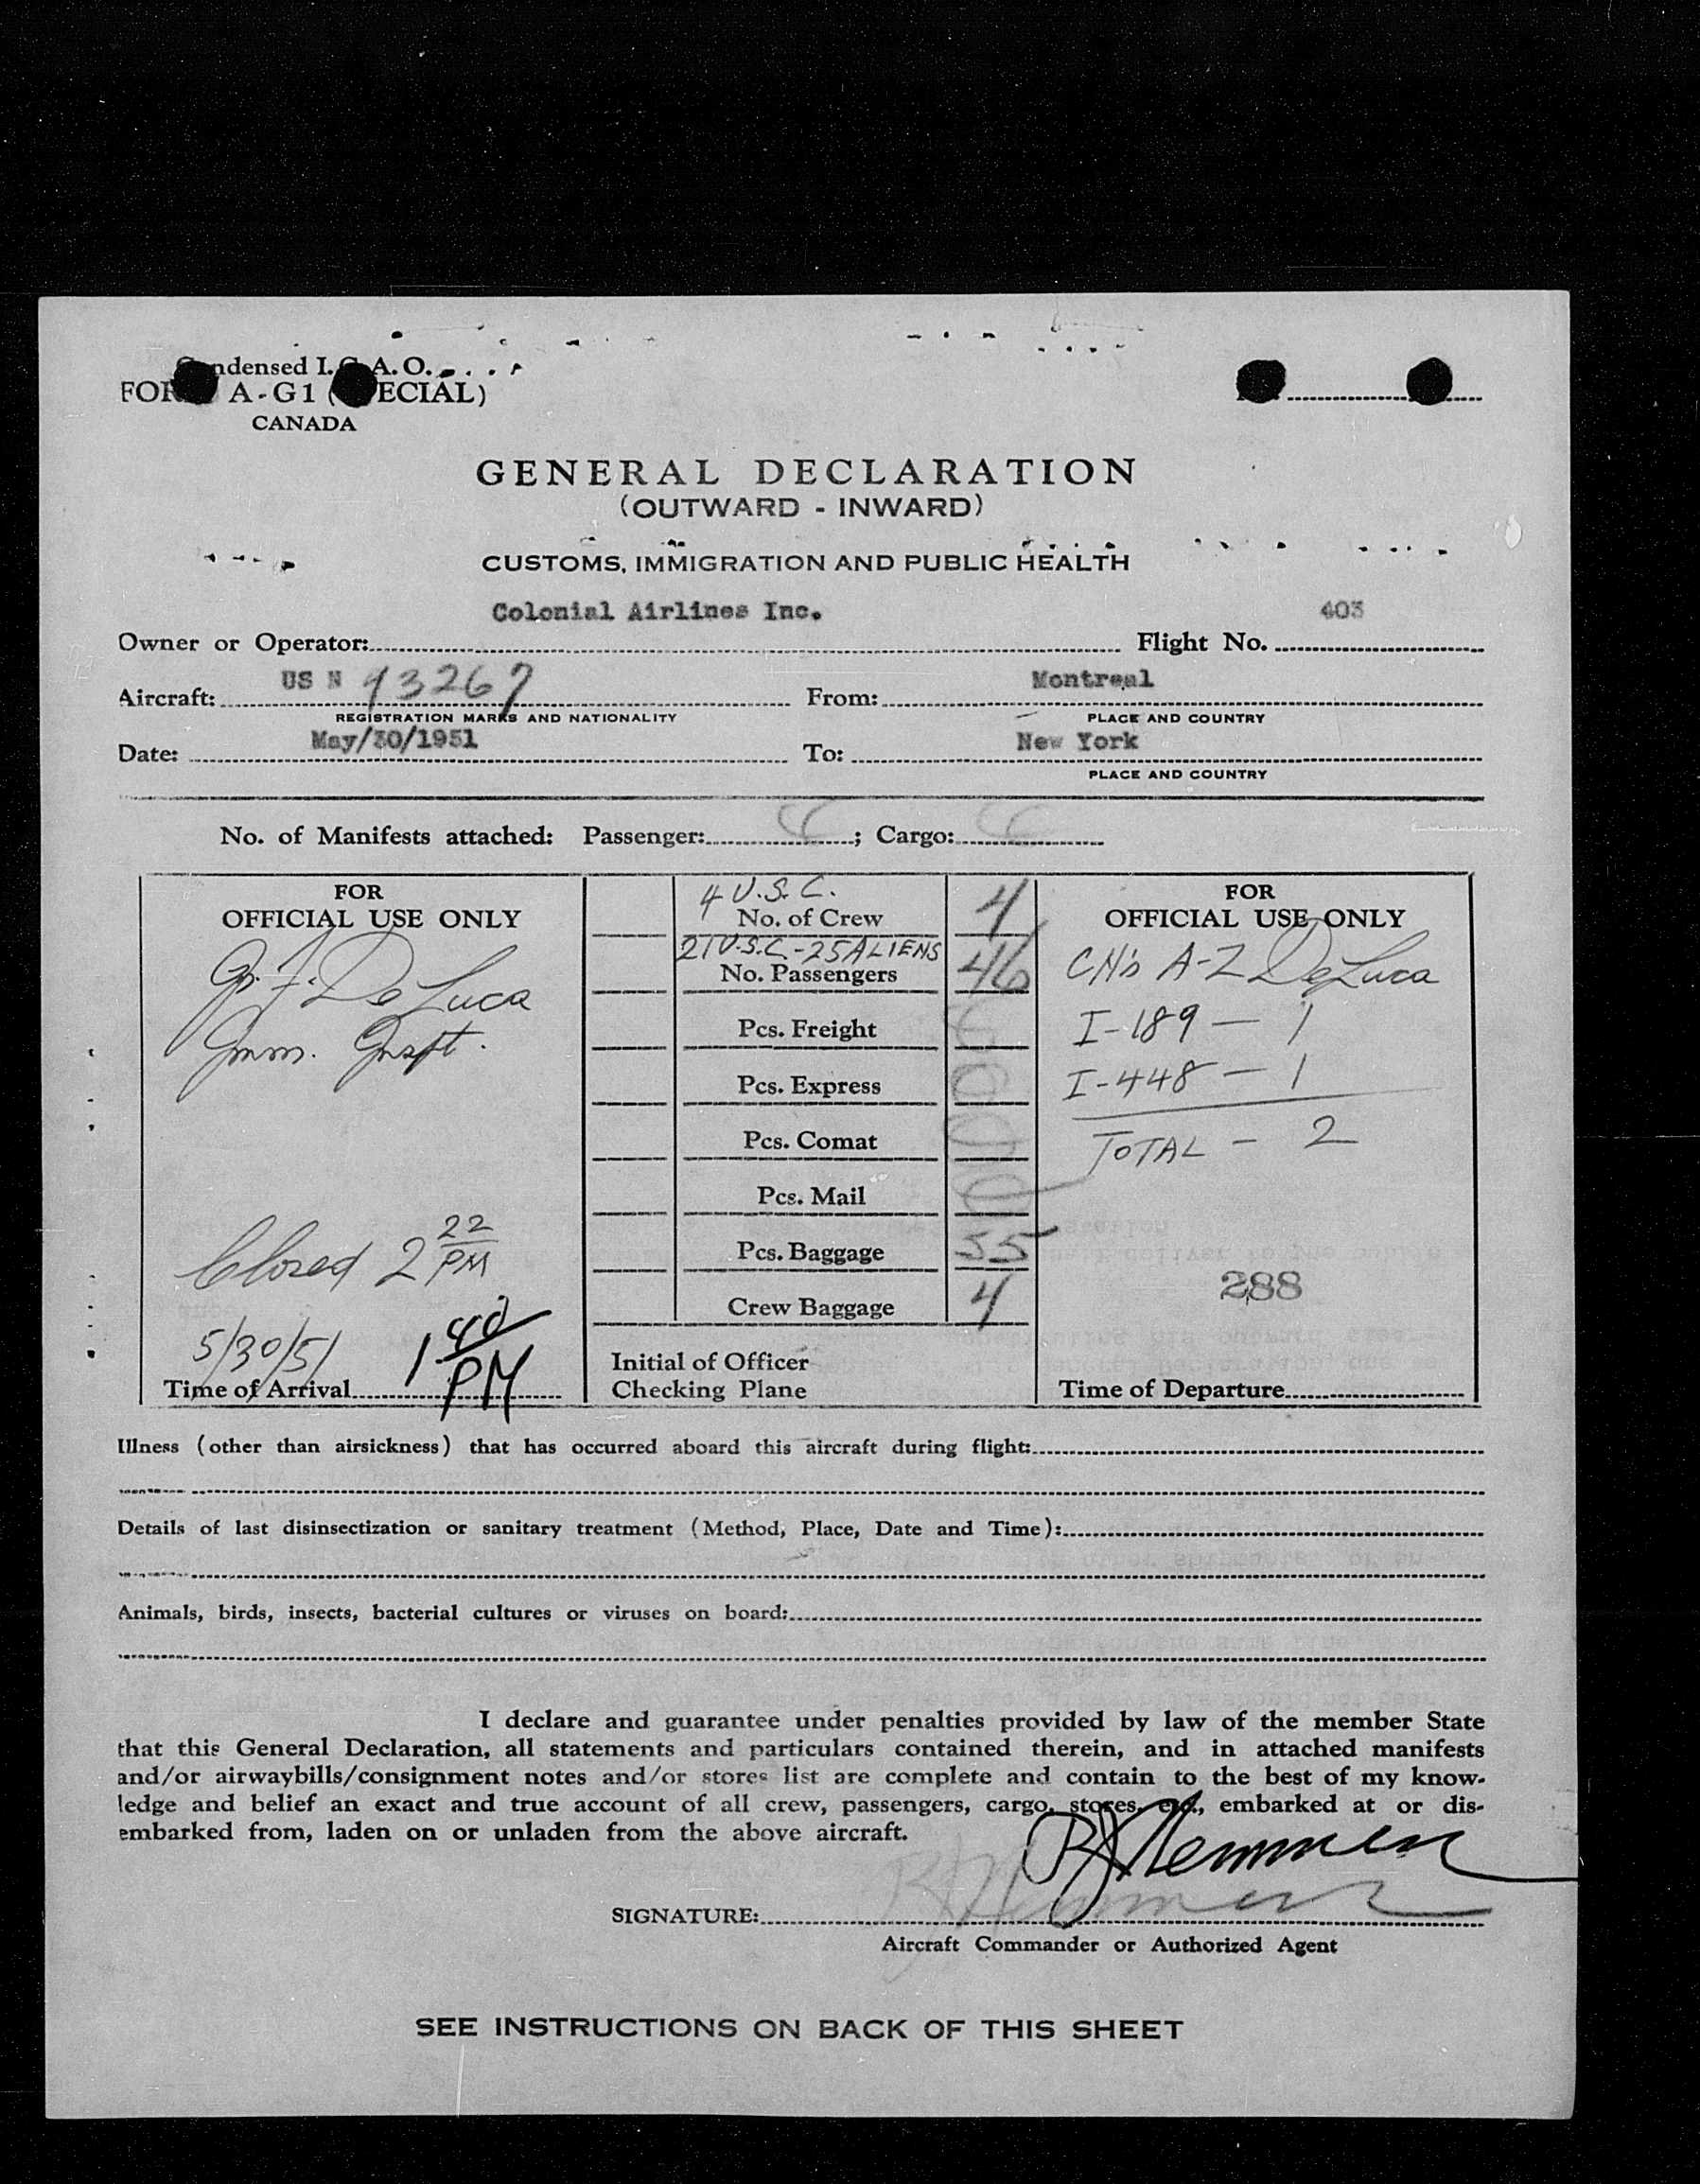 Condensed I.C.A.O.
FORM A-G1 (SPECIAL)
CANADA
GENERAL DECLARATION
(OUTWARD - INWARD)
CUSTOMS, IMMIGRATION AND PUBLIC HEALTH
Owner or Operator: Colonial Airlines Inc. Flight No. 403
Aircraft: US N 93267 From: Montreal
REGISTRATION MARKS AND NATIONALITY PLACE AND COUNTRY
Date: May/30/1951 To: New York
PLACE AND COUNTRY
No. of Manifests attached: Passenger: ; Cargo:
FOR
OFFICIAL USE ONLY
De Luca
Imm. Inspt.
Closed 2 22 PM
5/30/51 1 40 PM
Time of Arrival
4 U.S.C.
No. of Crew 4
21 U.S.C. - 25 ALIENS
No. Passengers 46
Pcs. Freight
Pcs. Express
Pcs. Comat
Pcs. Mail
Pcs. Baggage 55
Crew Baggage 4
Initial of Officer
Checking Plane
FOR
OFFICIAL USE ONLY
A-Z DeLuca
I-189 — 1
I-448 — 1
TOTAL — 2
288
Time of Departure
Illness (other than airsickness) that has occurred aboard this aircraft during flight:
Details of last disinsectization or sanitary treatment (Method, Place, Date and Time):
Animals, birds, insects, bacterial cultures or viruses on board:
I declare and guarantee under penalties provided by law of the member State
that this General Declaration, all statements and particulars contained therein, and in attached manifests
and/or airwaybills/consignment notes and/or stores list are complete and contain to the best of my know-
ledge and belief an exact and true account of all crew, passengers, cargo, stores, etc., embarked at or dis-
embarked from, laden on or unladen from the above aircraft.
SIGNATURE:
Aircraft Commander or Authorized Agent
SEE INSTRUCTIONS ON BACK OF THIS SHEET